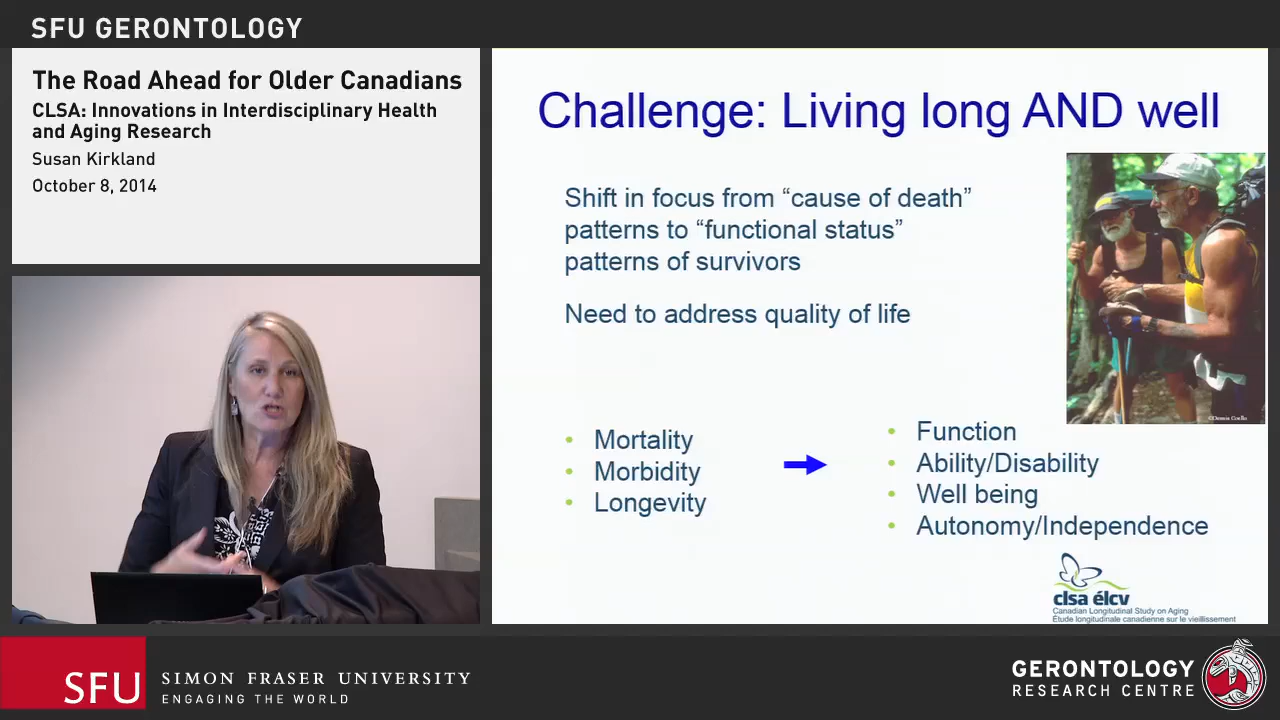 SFU GERONTOLOGY
The Road Ahead for Older Canadians
CLSA: Innovations in Interdisciplinary Health
and Aging Research
Susan Kirkland
October 8, 2014
Challenge: Living long AND well
Shift in focus from “cause of death”
patterns to “functional status”
patterns of survivors
Need to address quality of life
©Dennis Coello
• Mortality
• Morbidity
• Longevity
• Function
• Ability/Disability
• Well being
• Autonomy/Independence
clsa élcv
Canadian Longitudinal Study on Aging
Étude longitudinale canadienne sur le vieillissement
SFU
SIMON FRASER UNIVERSITY
ENGAGING THE WORLD
GERONTOLOGY
RESEARCH CENTRE